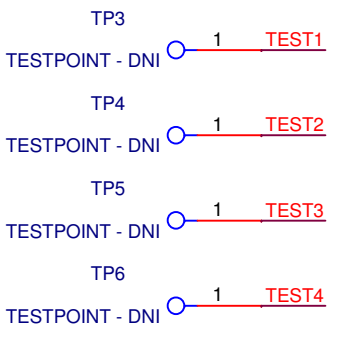 TP3
1 TEST1
TESTPOINT - DNI
TP4
1 TEST2
TESTPOINT - DNI
TP5
1 TEST3
TESTPOINT - DNI
TP6
1 TEST4
TESTPOINT - DNI